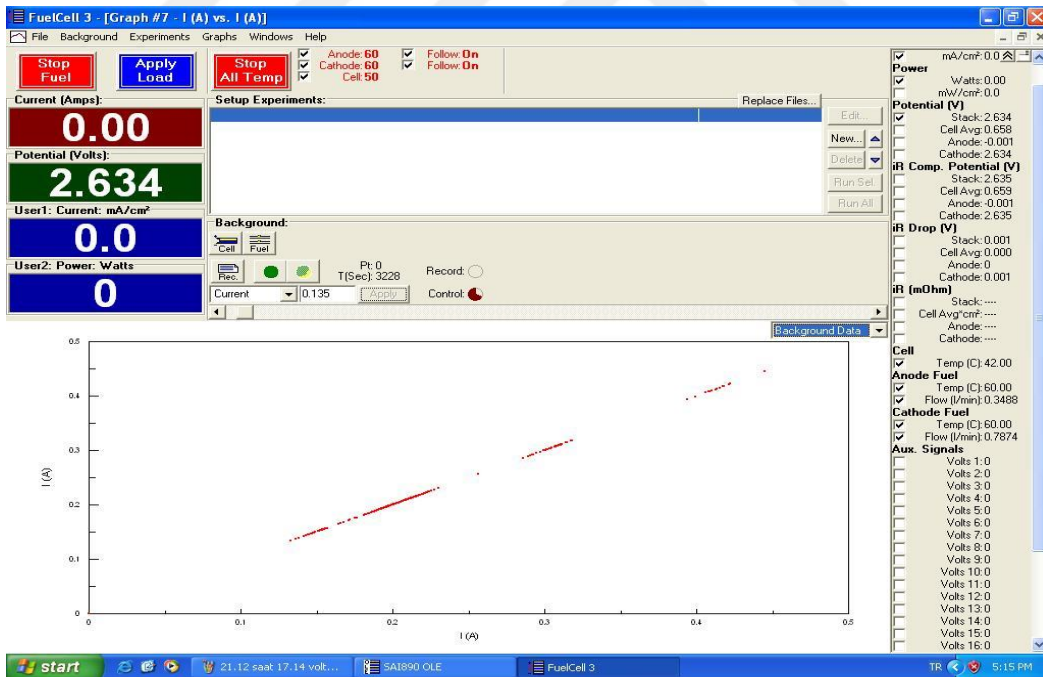 FuelCell 3 - [Graph #7 - I (A) vs. I (A)]
File Background Experiments Graphs Windows Help
Stop Fuel
Apply Load
Stop All Temp
Anode: 60 Follow: On
Cathode: 60 Follow: On
Cell: 50
Current (Amps):
0.00
Potential (Volts):
2.634
User1: Current: mA/cm²
0.0
User2: Power: Watts
0
Setup Experiments:
Replace Files...
Edit...
New...
Delete
Run Sel.
Run All
Background:
Cell Fuel
Rec.
Pt: 0
T(Sec): 3228
Record:
Current 0.135 Apply Control:
Background Data
0.5
0.4
0.3
0.2
0.1
0
I (A)
0 0.1 0.2 0.3 0.4 0.5
I (A)
mA/cm²: 0.0
Power
Watts: 0.00
mW/cm²: 0.0
Potential (V)
Stack: 2.634
Cell Avg: 0.658
Anode: -0.001
Cathode: 2.634
iR Comp. Potential (V)
Stack: 2.635
Cell Avg: 0.659
Anode: -0.001
Cathode: 2.635
iR Drop (V)
Stack: 0.001
Cell Avg: 0.000
Anode: 0
Cathode: 0.001
iR (mOhm)
Stack: ----
Cell Avg*cm²: ----
Anode: ----
Cathode: ----
Cell
Temp (C): 42.00
Anode Fuel
Temp (C): 60.00
Flow (l/min): 0.3488
Cathode Fuel
Temp (C): 60.00
Flow (l/min): 0.7874
Aux. Signals
Volts 1: 0
Volts 2: 0
Volts 3: 0
Volts 4: 0
Volts 5: 0
Volts 6: 0
Volts 7: 0
Volts 8: 0
Volts 9: 0
Volts 10: 0
Volts 11: 0
Volts 12: 0
Volts 13: 0
Volts 14: 0
Volts 15: 0
Volts 16: 0
start 21.12 saat 17.14 volt... SAI890 OLE FuelCell 3 TR 5:15 PM